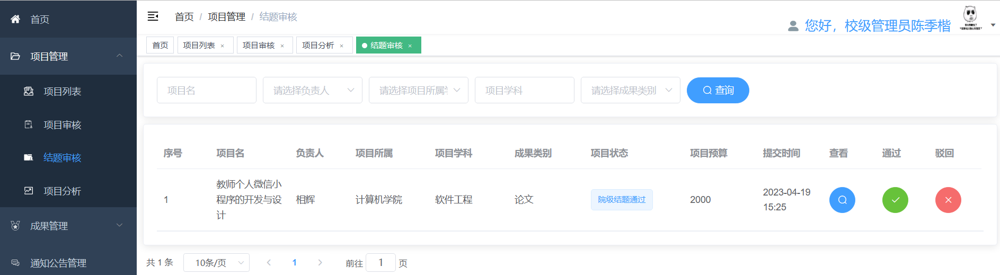 首页
项目管理
项目列表
项目审核
结题审核
项目分析
成果管理
通知公告管理
首页 / 项目管理 / 结题审核
您好，校级管理员陈季楷
首页 项目列表 × 项目审核 × 项目分析 × 结题审核 ×
项目名 请选择负责人 请选择项目所属 项目学科 请选择成果类别 查询
序号 项目名 负责人 项目所属 项目学科 成果类别 项目状态 项目预算 提交时间 查看 通过 驳回
1 教师个人微信小程序的开发与设计 相辉 计算机学院 软件工程 论文 院级结题通过 2000 2023-04-19 15:25
共 1 条 10条/页 1 前往 1 页